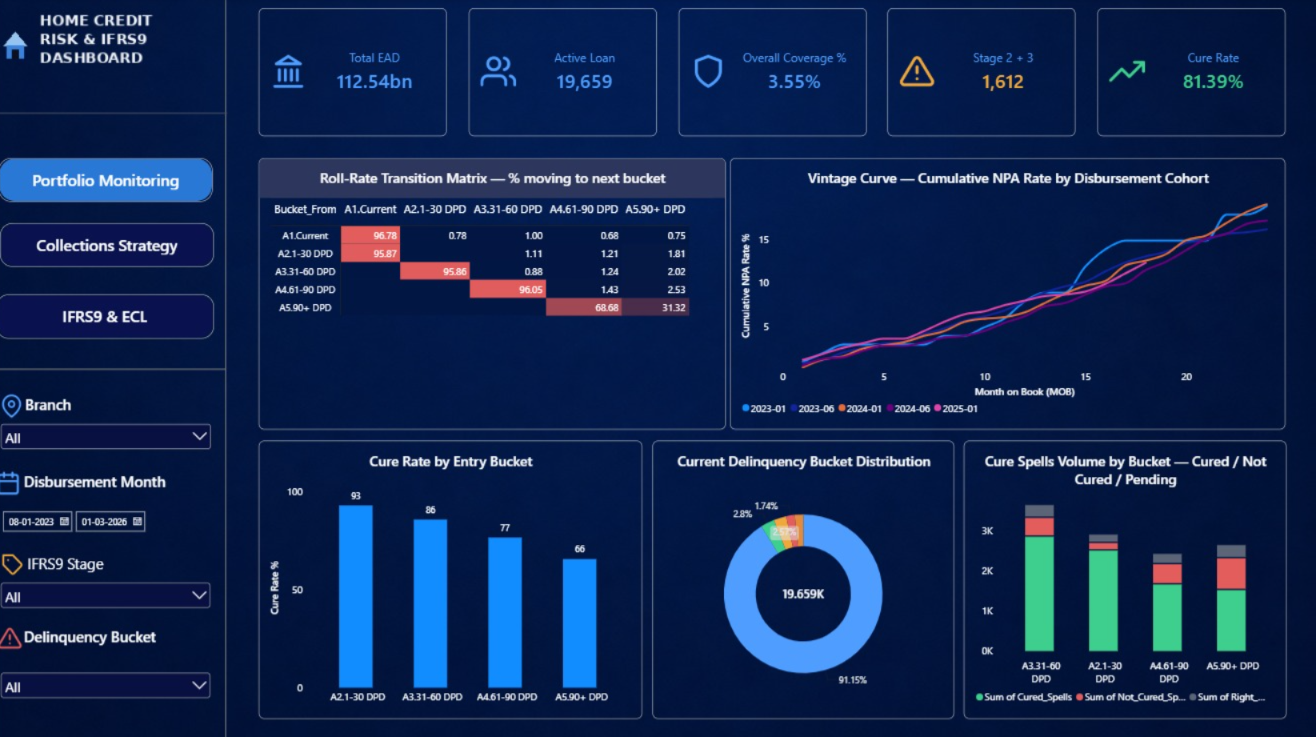 HOME CREDIT
RISK & IFRS9
DASHBOARD
Total EAD
112.54bn
Active Loan
19,659
Overall Coverage %
3.55%
Stage 2 + 3
1,612
Cure Rate
81.39%
Portfolio Monitoring
Collections Strategy
IFRS9 & ECL
Branch
All
Disbursement Month
08-01-2023 01-03-2026
IFRS9 Stage
All
Delinquency Bucket
All
Roll-Rate Transition Matrix — % moving to next bucket
Bucket_From A1.Current A2.1-30 DPD A3.31-60 DPD A4.61-90 DPD A5.90+ DPD
A1.Current 96.78 0.78 1.00 0.68 0.75
A2.1-30 DPD 95.87 1.11 1.21 1.81
A3.31-60 DPD 95.86 0.88 1.24 2.02
A4.61-90 DPD 96.05 1.43 2.53
A5.90+ DPD 68.68 31.32
Vintage Curve — Cumulative NPA Rate by Disbursement Cohort
Cumulative NPA Rate %
15
10
5
0 5 10 15 20
Month on Book (MOB)
2023-01 2023-06 2024-01 2024-06 2025-01
Cure Rate by Entry Bucket
Cure Rate %
100
50
0
93
86
77
66
A2.1-30 DPD A3.31-60 DPD A4.61-90 DPD A5.90+ DPD
Current Delinquency Bucket Distribution
1.74%
2.8%
2.57%
19.659K
91.15%
Cure Spells Volume by Bucket — Cured / Not
Cured / Pending
3K
2K
1K
0K
A3.31-60 A2.1-30 A4.61-90 A5.90+ DPD
DPD DPD DPD
Sum of Cured_Spells Sum of Not_Cured_Sp... Sum of Right_...